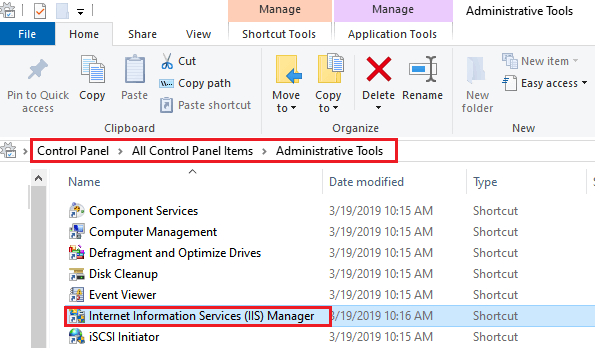 Manage Manage Administrative Tools
File Home Share View Shortcut Tools Application Tools
Pin to Quick access
Copy
Paste
Cut
Copy path
Paste shortcut
Clipboard
Move to
Copy to
Delete
Rename
Organize
New folder
New item
Easy access
New
Control Panel > All Control Panel Items > Administrative Tools
Name Date modified Type
Component Services 3/19/2019 10:15 AM Shortcut
Computer Management 3/19/2019 10:15 AM Shortcut
Defragment and Optimize Drives 3/19/2019 10:15 AM Shortcut
Disk Cleanup 3/19/2019 10:15 AM Shortcut
Event Viewer 3/19/2019 10:15 AM Shortcut
Internet Information Services (IIS) Manager 3/19/2019 10:16 AM Shortcut
iSCSI Initiator 3/19/2019 10:15 AM Shortcut